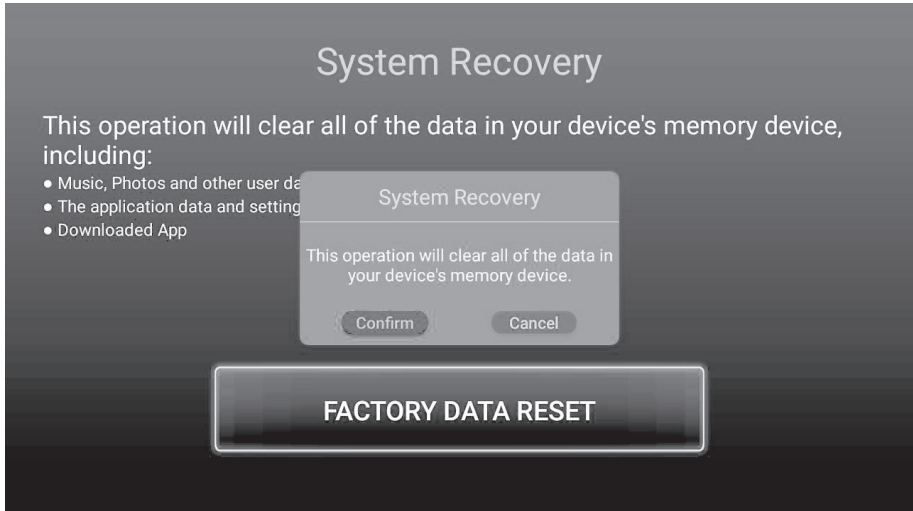 System Recovery
This operation will clear all of the data in your device's memory device,
including:
● Music, Photos and other user da
● The application data and setting
● Downloaded App
System Recovery
This operation will clear all of the data in
your device's memory device.
Confirm
Cancel
FACTORY DATA RESET